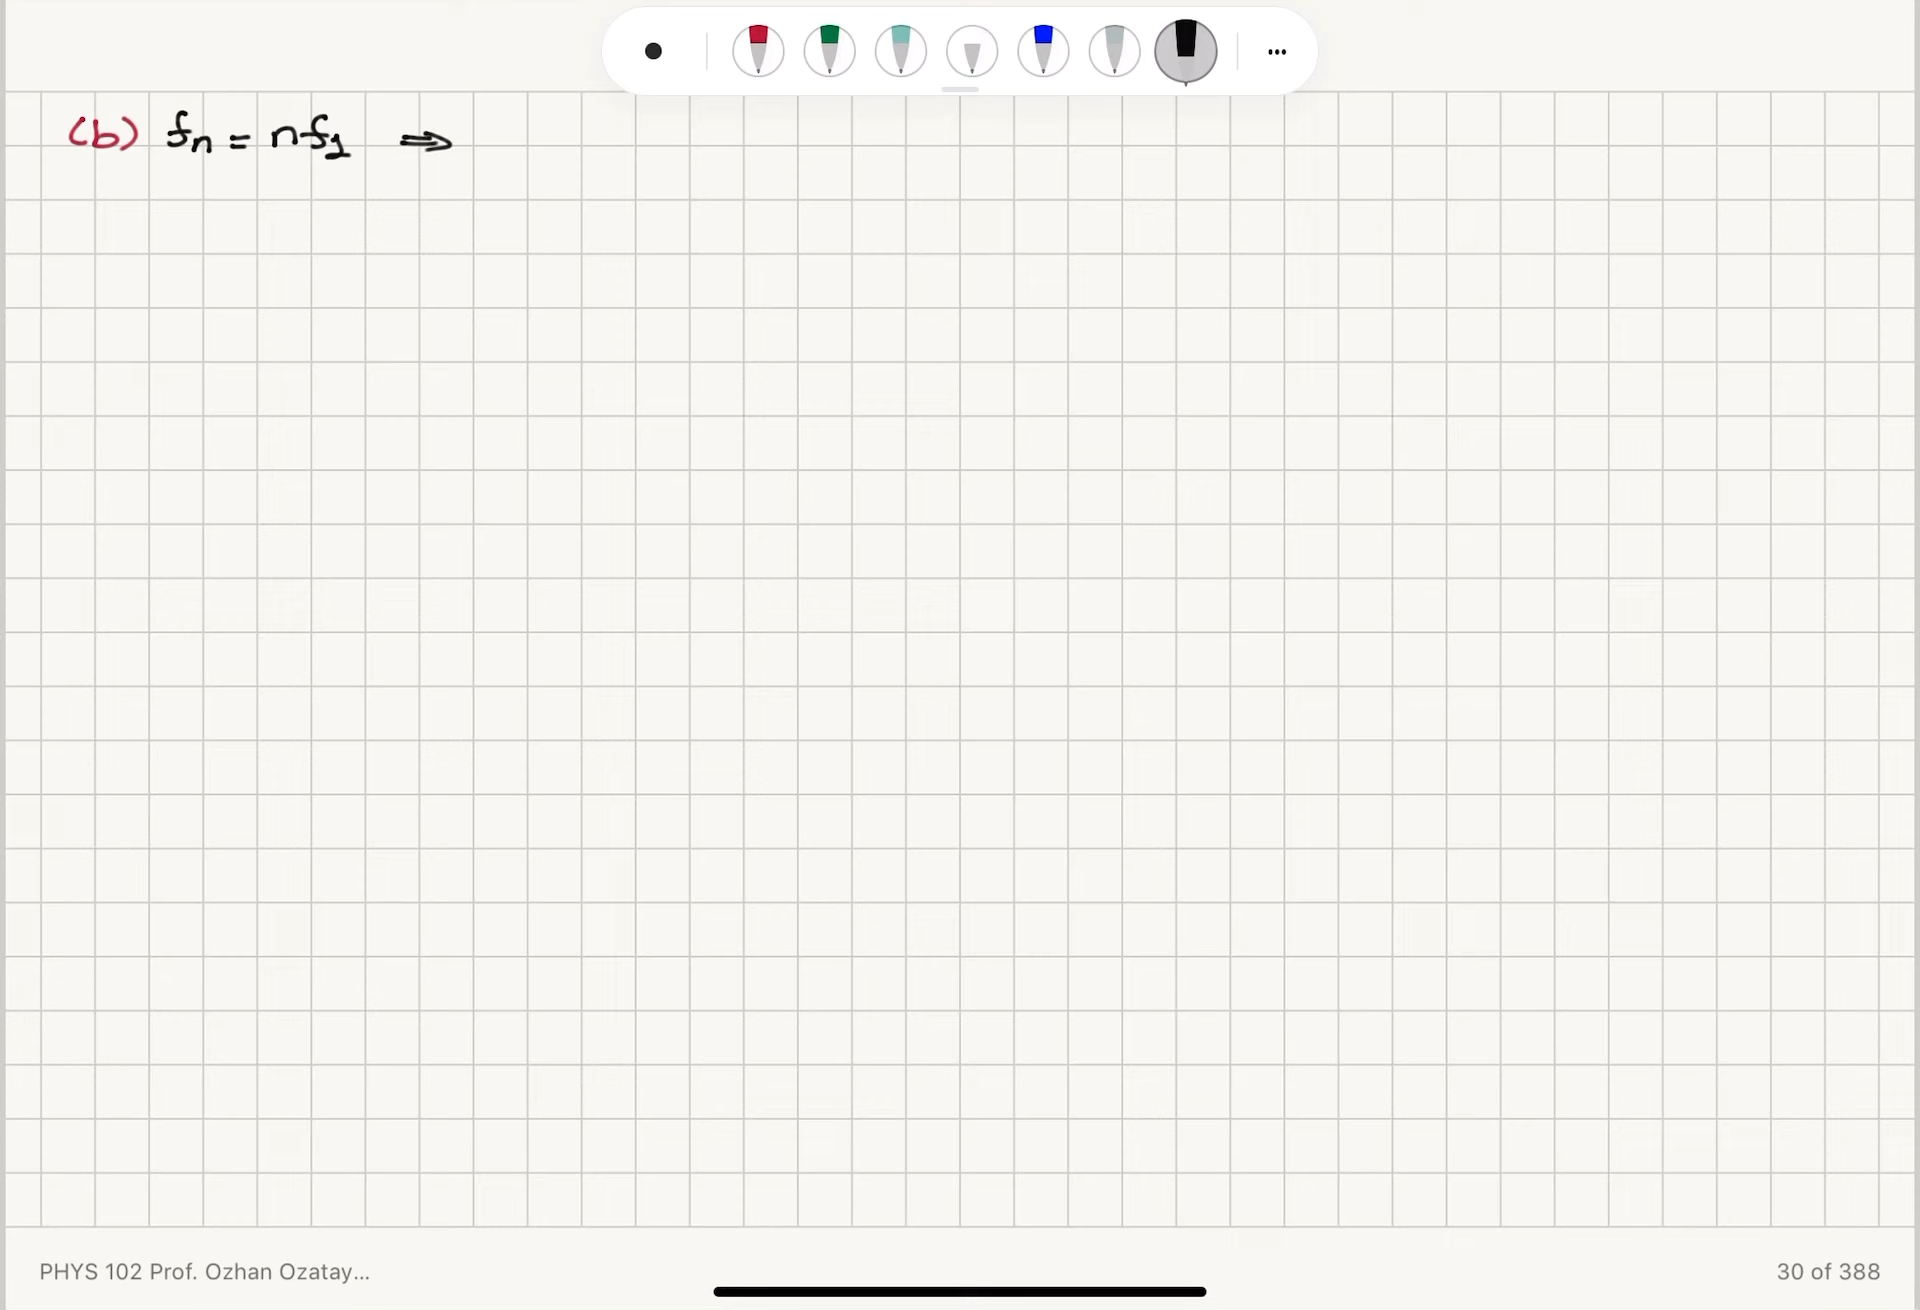 (b) fn = nf1 ⇒
PHYS 102 Prof. Ozhan Ozatay...
30 of 388